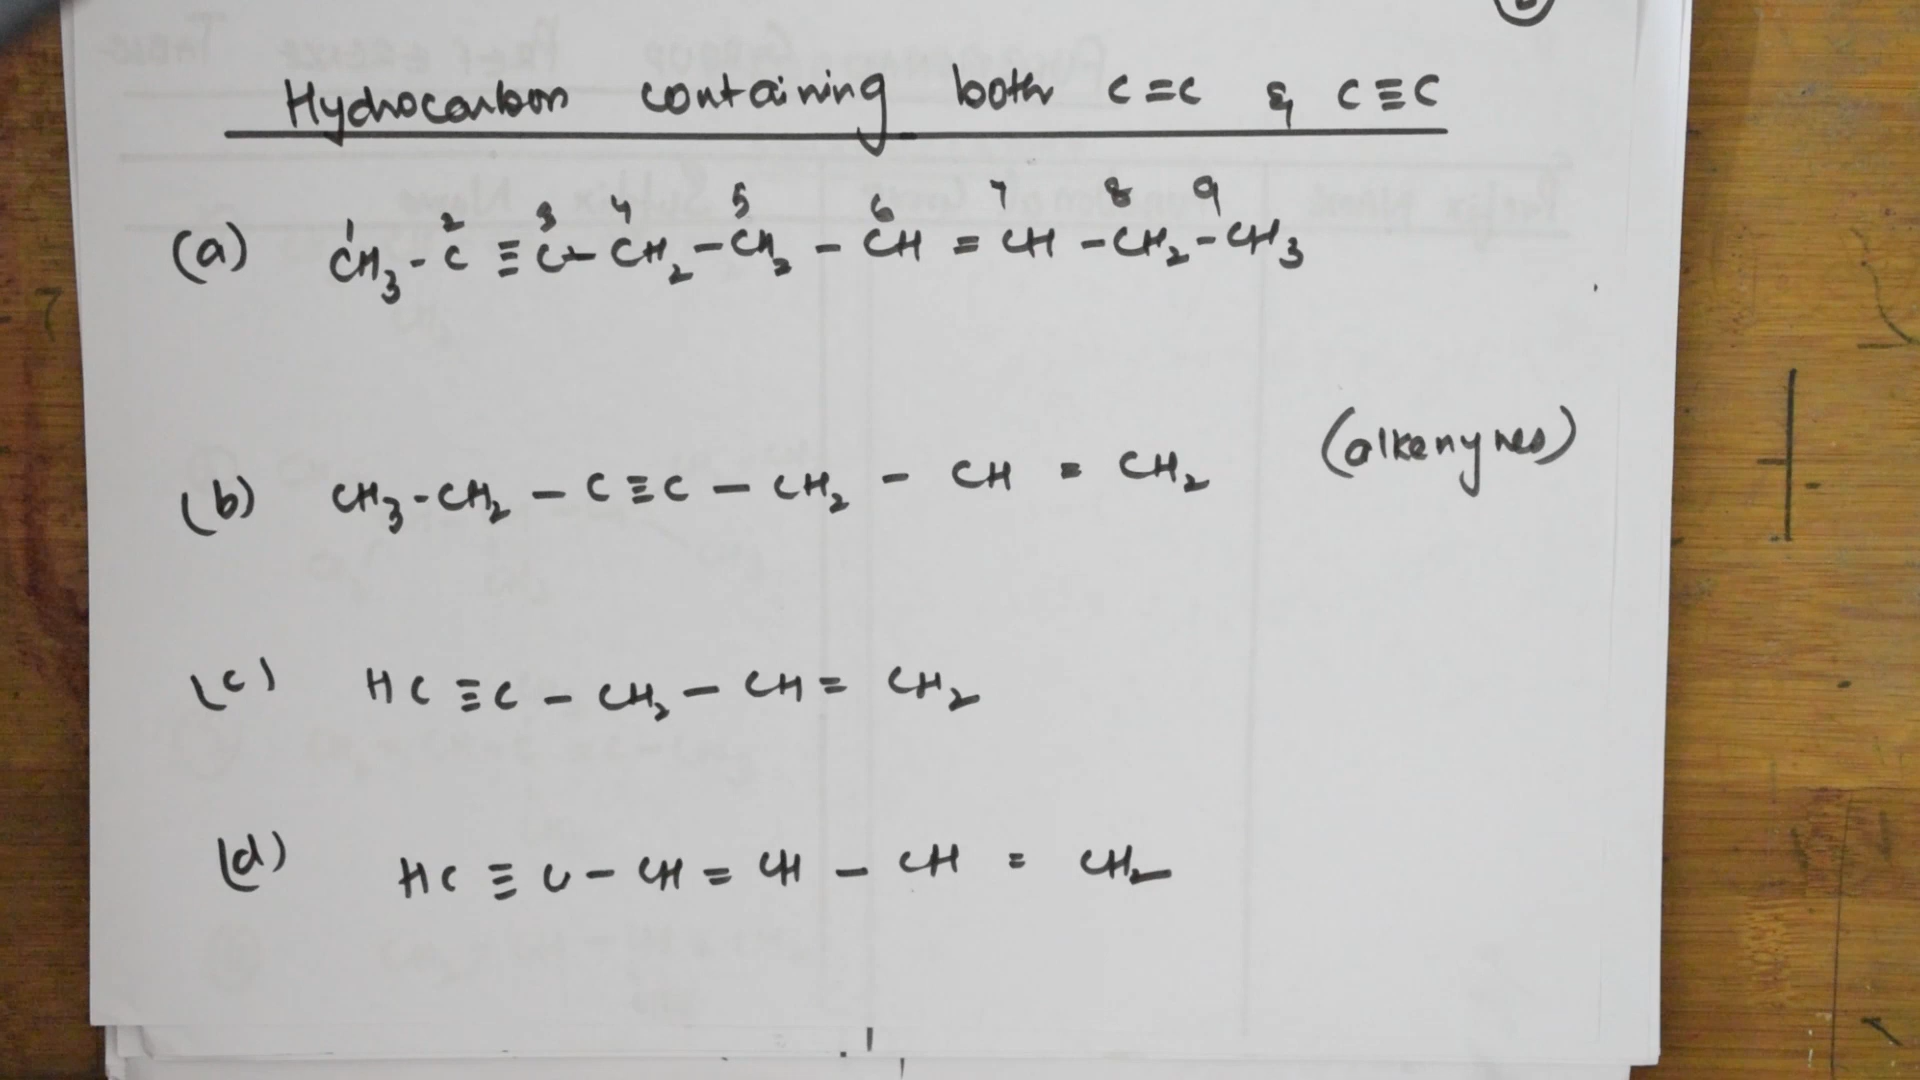 Hydrocarbon containing both C=C & C≡C
1 2 3 4 5 6 7 8 9
(a) CH₃-C≡C-CH₂-CH₂-CH=CH-CH₂-CH₃
(alkenynes)
(b) CH₃-CH₂-C≡C-CH₂-CH=CH₂
(c) HC≡C-CH₂-CH=CH₂
(d) HC≡C-CH=CH-CH=CH₂